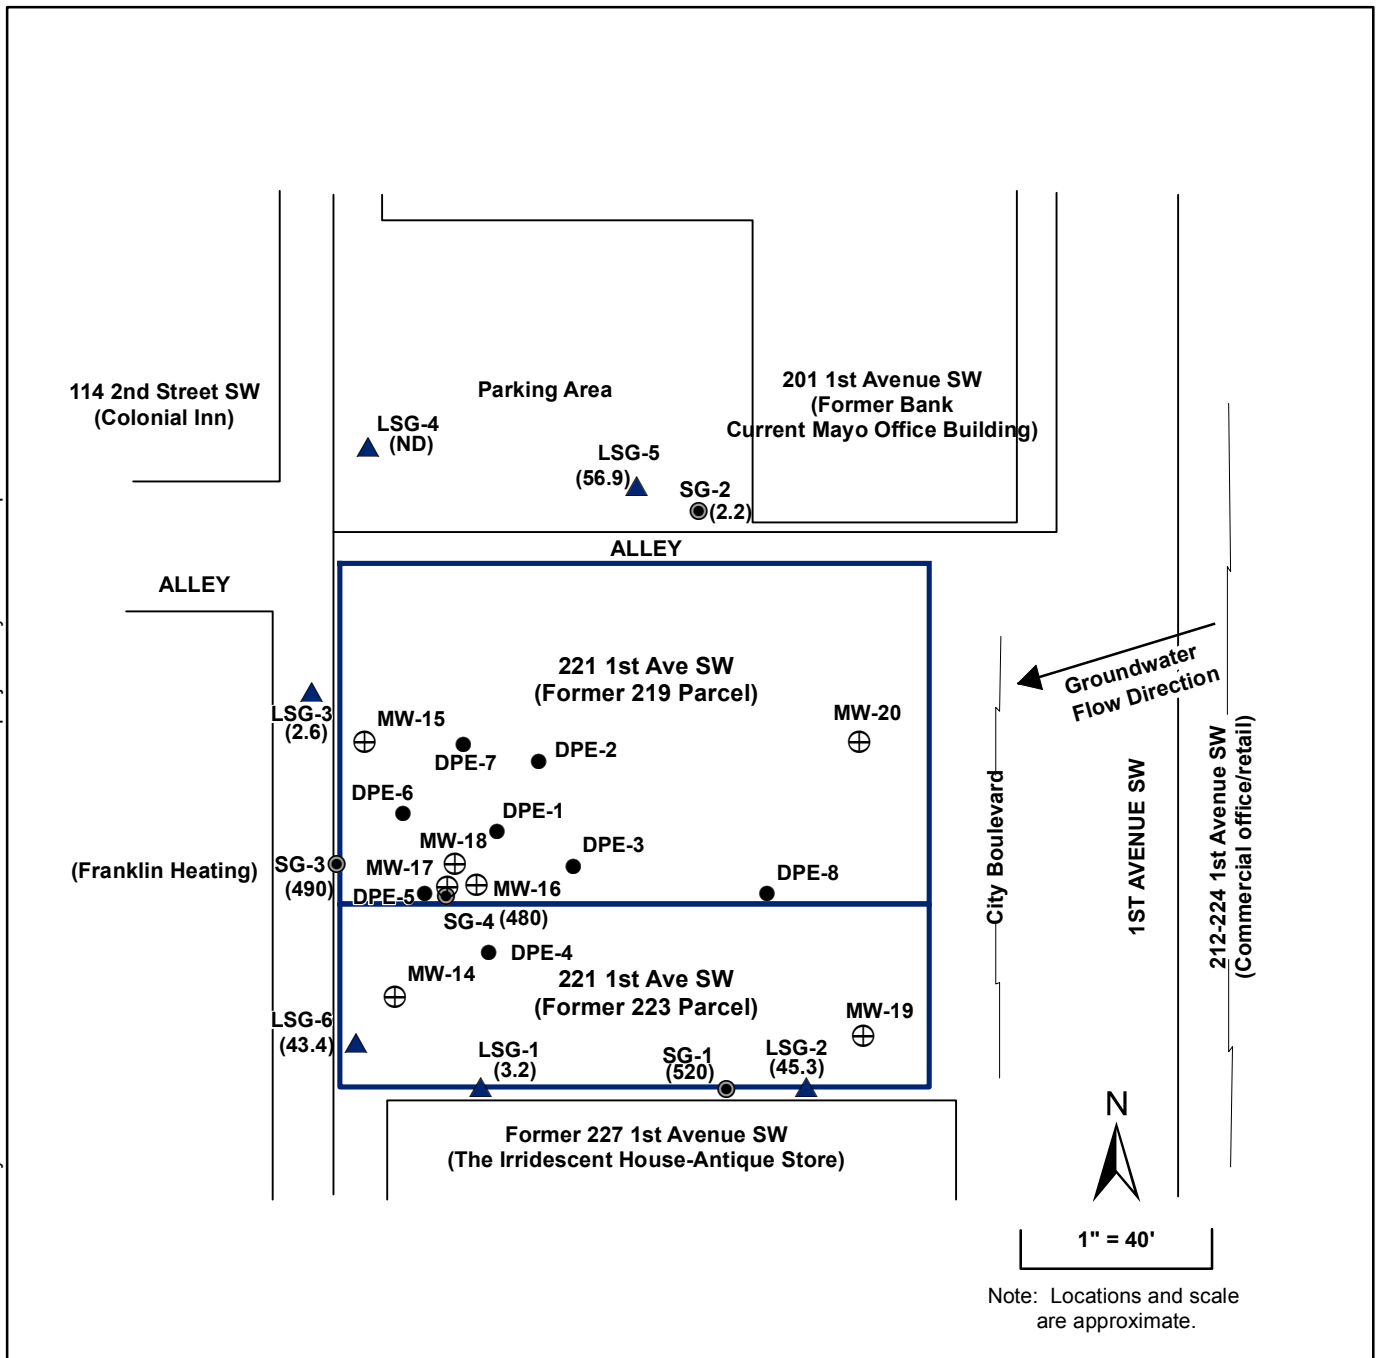 114 2nd Street SW
(Colonial Inn)
Parking Area
201 1st Avenue SW
(Former Bank
Current Mayo Office Building)
LSG-4
(ND)
LSG-5
(56.9)
SG-2
(2.2)
ALLEY
ALLEY
221 1st Ave SW
(Former 219 Parcel)
Groundwater
Flow Direction
LSG-3
(2.6)
MW-15
DPE-7
DPE-2
MW-20
DPE-6
DPE-1
MW-18
DPE-3
(Franklin Heating)
SG-3
(490)
MW-17
MW-16
DPE-5
DPE-8
SG-4 (480)
City Boulevard
1ST AVENUE SW
212-224 1st Avenue SW
(Commercial office/retail)
DPE-4
MW-14
221 1st Ave SW
(Former 223 Parcel)
LSG-6
(43.4)
LSG-1
(3.2)
SG-1
(520)
LSG-2
(45.3)
MW-19
Former 227 1st Avenue SW
(The Irridescent House-Antique Store)
N
1" = 40'
Note: Locations and scale
are approximate.